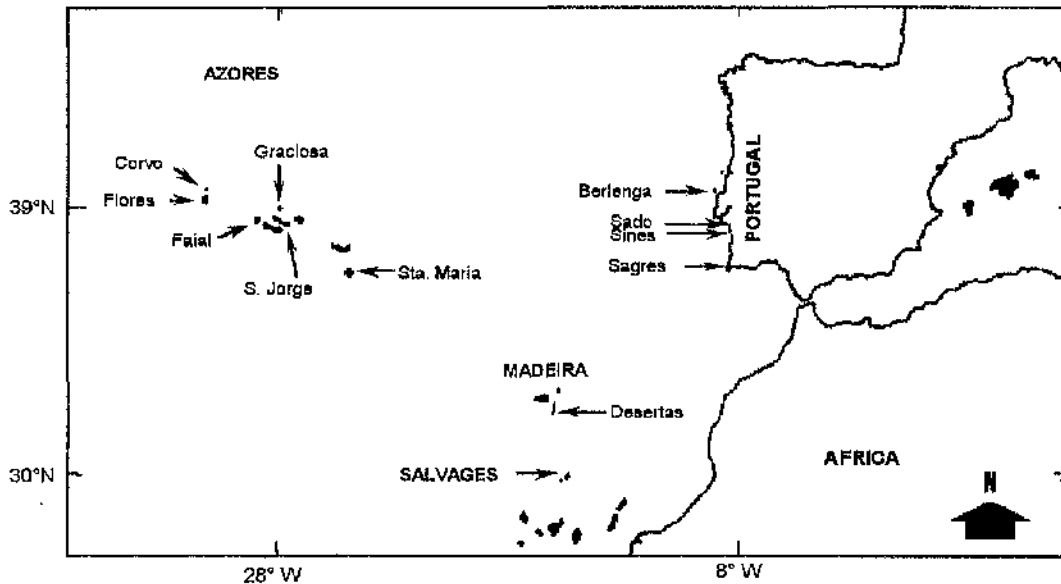 AZORES
Graciosa
Corvo
Flores
Berlenga
PORTUGAL
39°N
Sado
Sines
Faial
Sagres
Sta. Maria
S. Jorge
MADEIRA
Desertas
AFRICA
30°N
SALVAGES
N
28° W
8° W